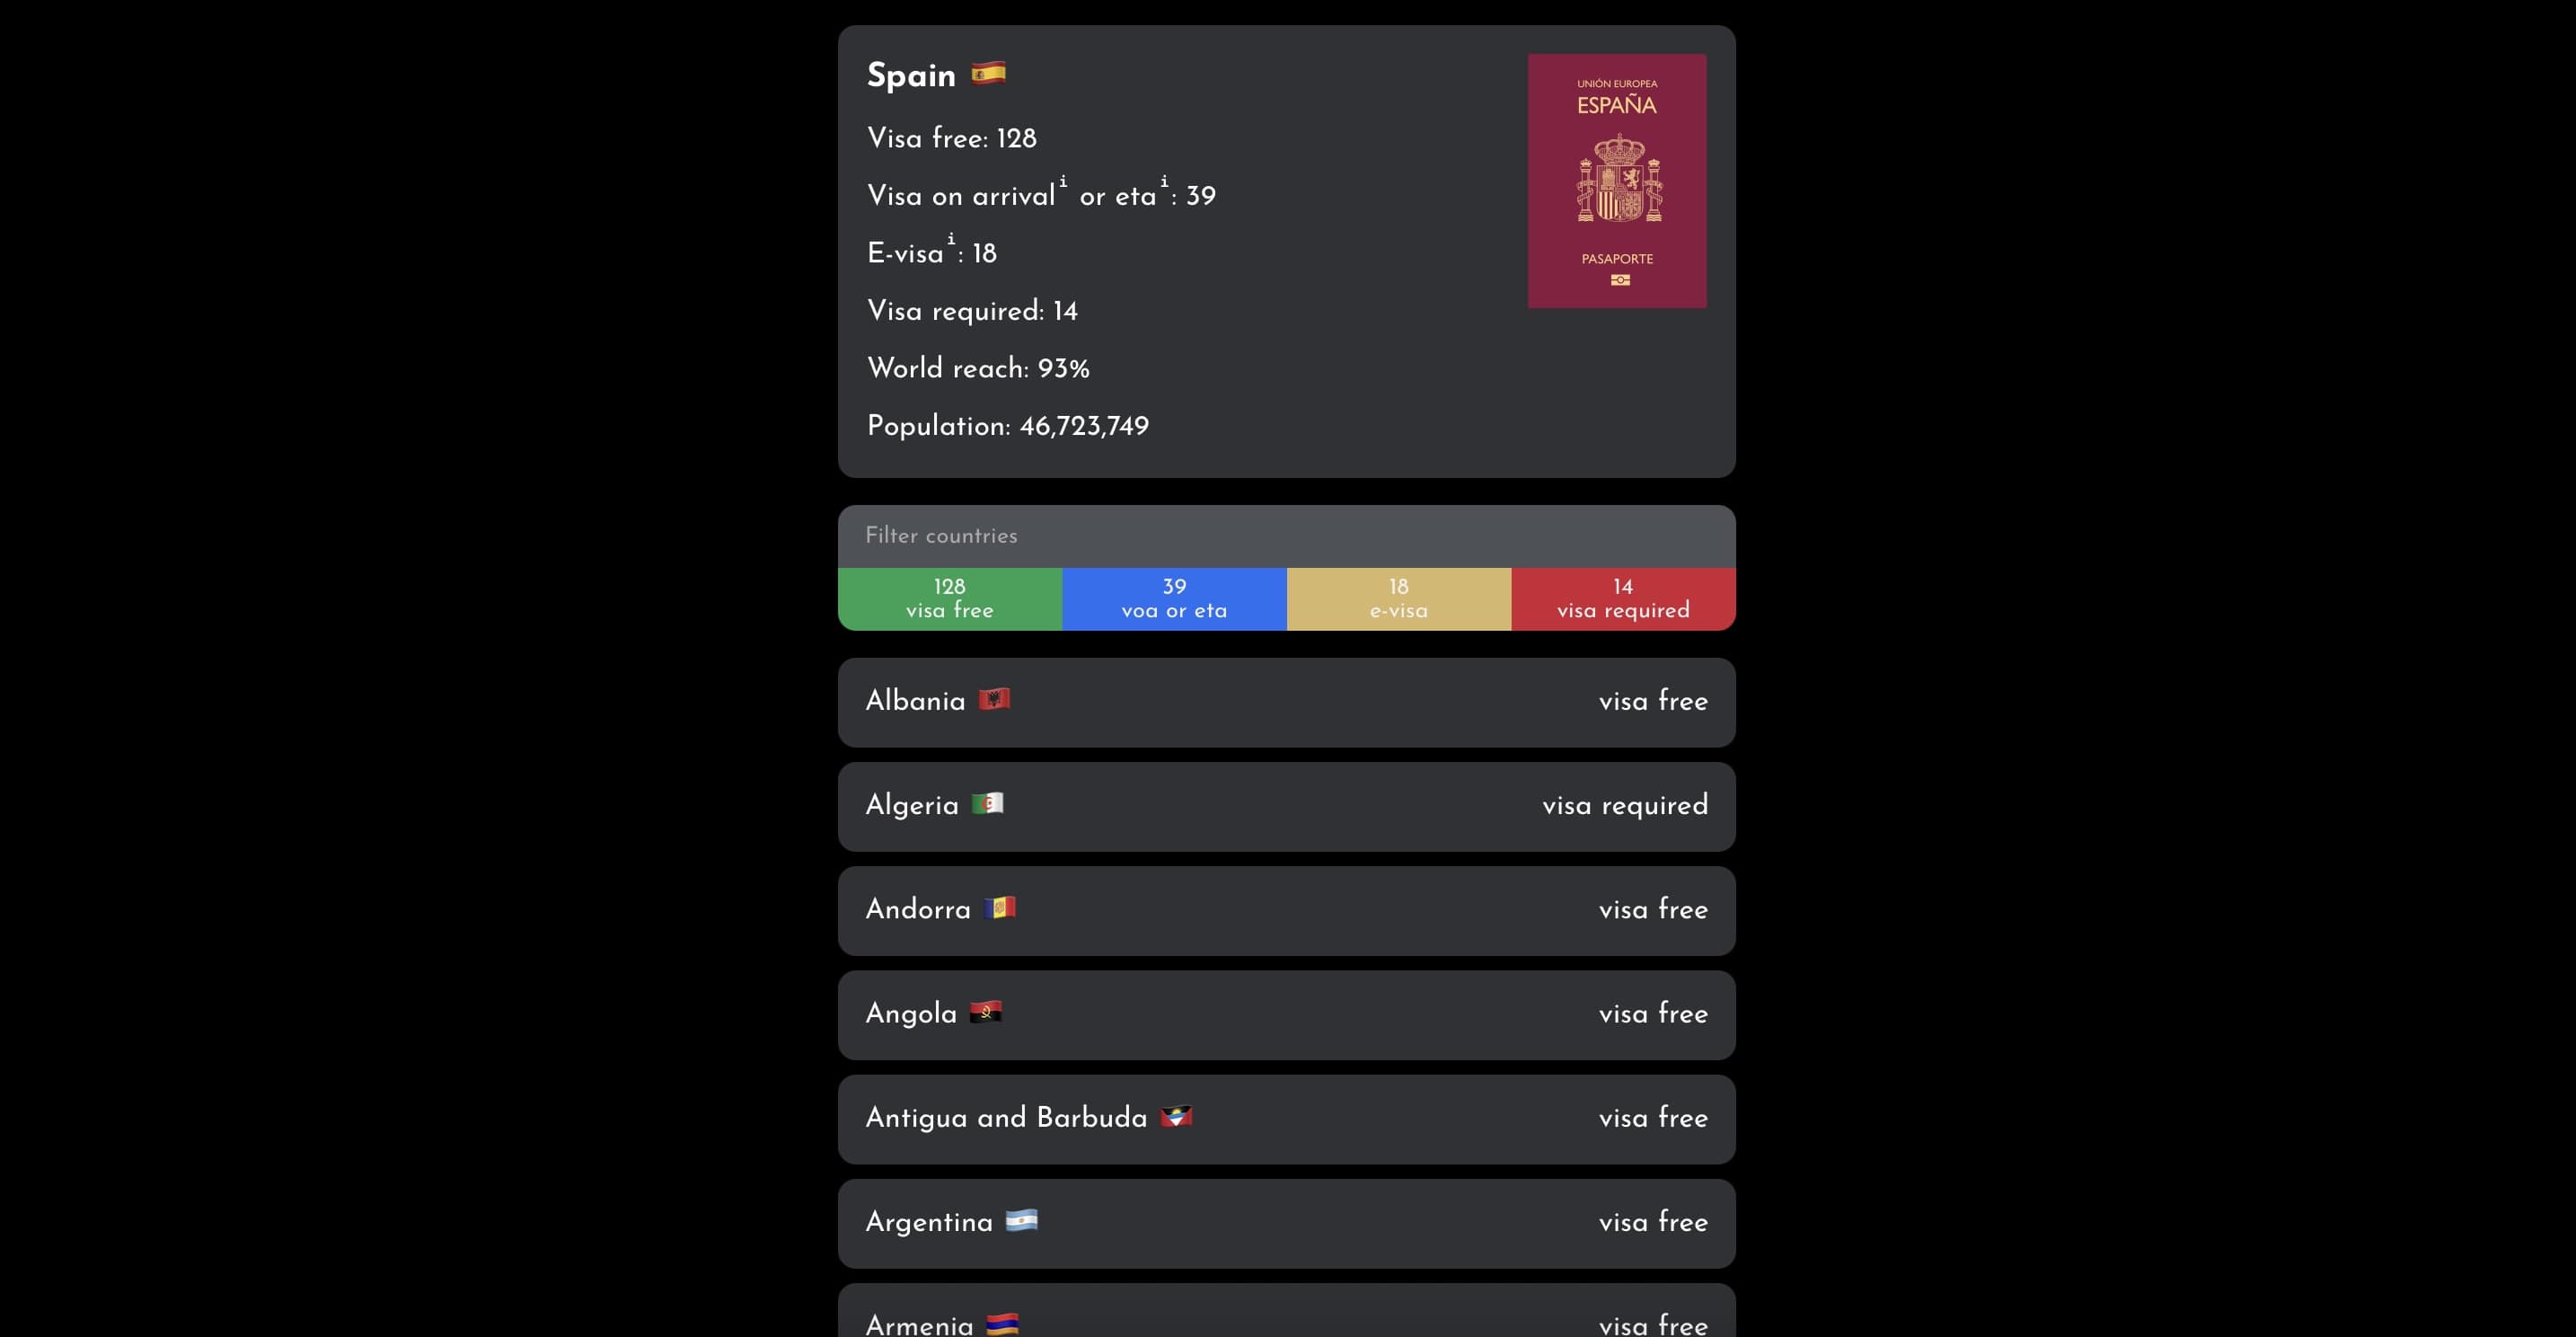 Spain
Visa free: 128
Visa on arrivalⁱ or etaⁱ: 39
E-visaⁱ: 18
Visa required: 14
World reach: 93%
Population: 46,723,749
UNIÓN EUROPEA
ESPAÑA
PASAPORTE
Filter countries
128
visa free
39
voa or eta
18
e-visa
14
visa required
Albania visa free
Algeria visa required
Andorra visa free
Angola visa free
Antigua and Barbuda visa free
Argentina visa free
Armenia visa free